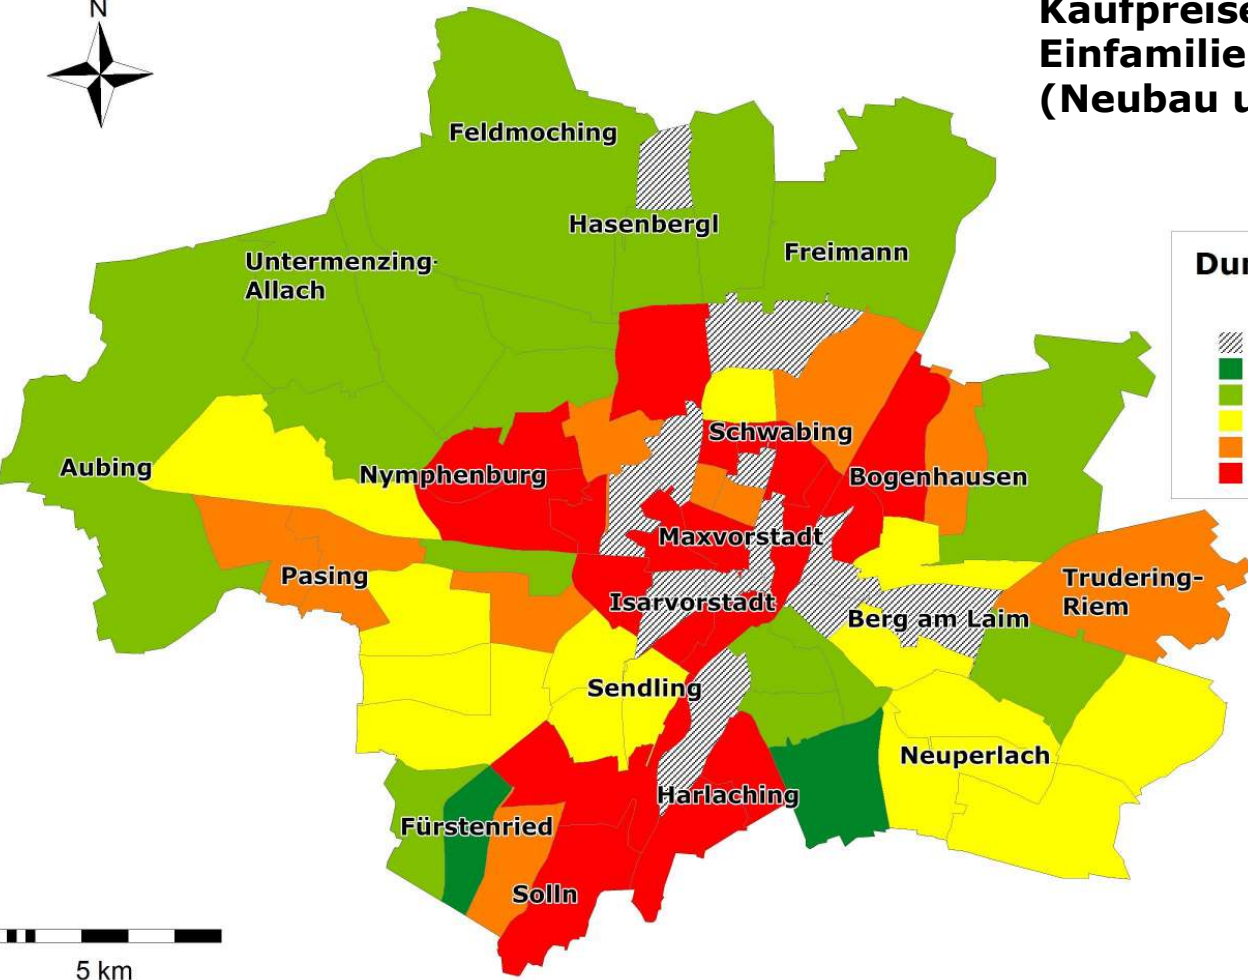 N
Kaufpreise
Einfamilie
(Neubau u
Feldmoching
Hasenbergl
Freimann
Untermenzing-
Allach
Dur
Schwabing
Aubing
Nymphenburg
Bogenhausen
Maxvorstadt
Pasing
Trudering-
Riem
Isarvorstadt
Berg am Laim
Sendling
Neuperlach
Harlaching
Fürstenried
Solln
5 km